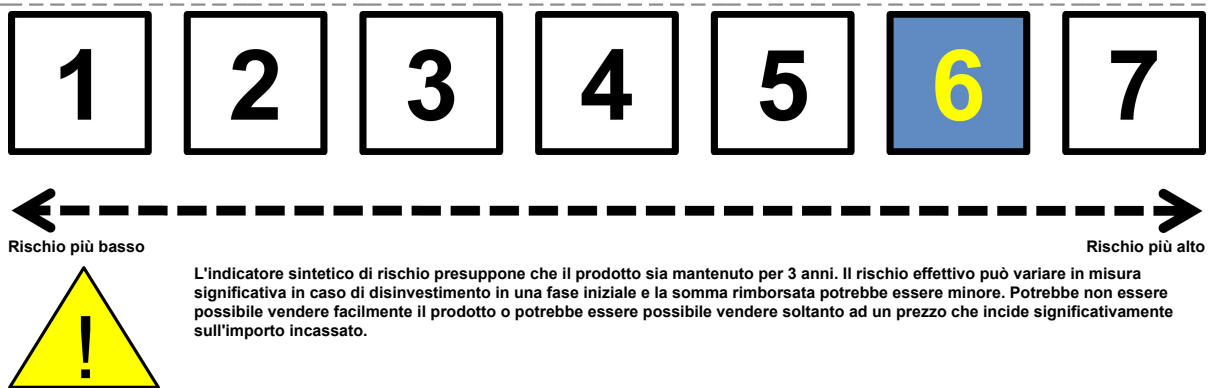 1 2 3 4 5 6 7
Rischio più basso Rischio più alto
!
L'indicatore sintetico di rischio presuppone che il prodotto sia mantenuto per 3 anni. Il rischio effettivo può variare in misura
significativa in caso di disinvestimento in una fase iniziale e la somma rimborsata potrebbe essere minore. Potrebbe non essere
possibile vendere facilmente il prodotto o potrebbe essere possibile vendere soltanto ad un prezzo che incide significativamente
sull'importo incassato.